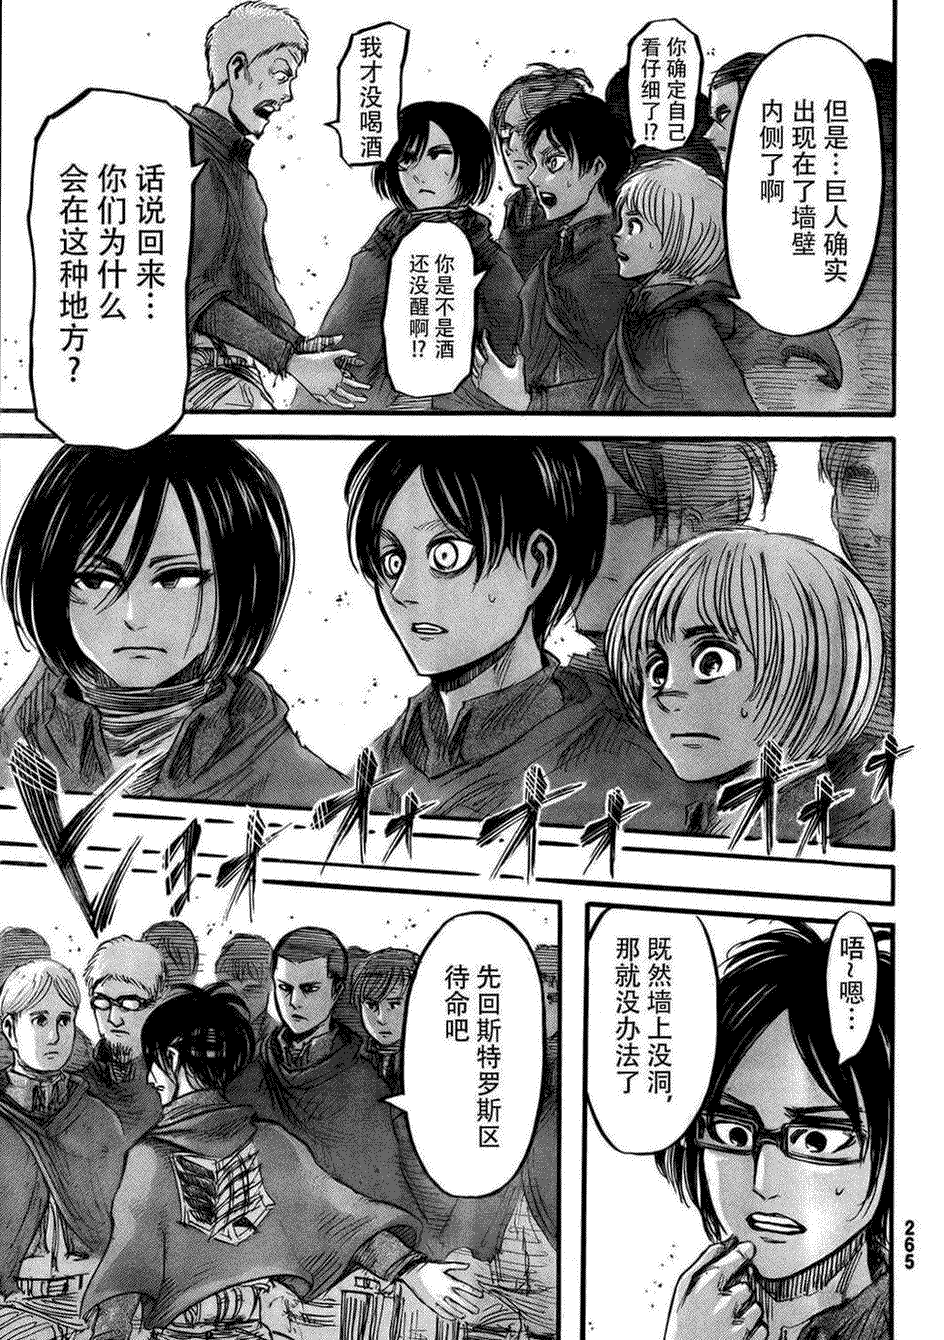 但是…巨人确实
出现在了墙壁
内侧了啊
你确定自己
看仔细了!?
我才没喝酒
你是不是酒
还没醒啊!?
话说回来…
你们为什么
会在这种地方?
ビョオオオオオオオオ
唔~嗯…
既然墙上没洞,
那就没办法了
先回斯特罗斯区
待命吧
265